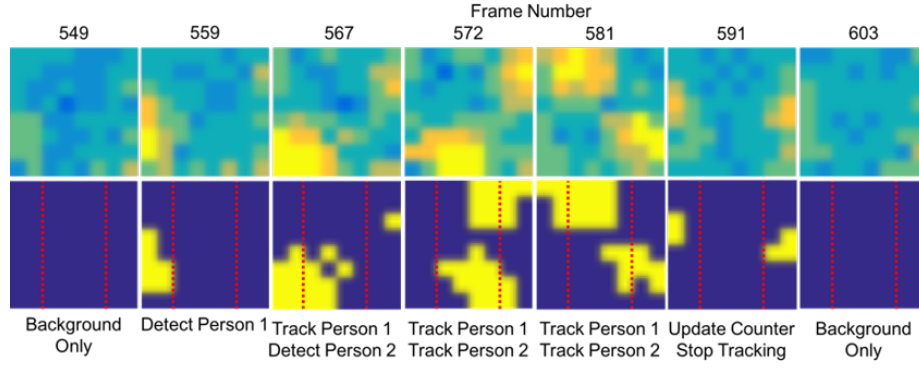 Frame Number
549 559 567 572 581 591 603
Background Only
Detect Person 1
Track Person 1
Detect Person 2
Track Person 1
Track Person 2
Track Person 1
Track Person 2
Update Counter
Stop Tracking
Background
Only